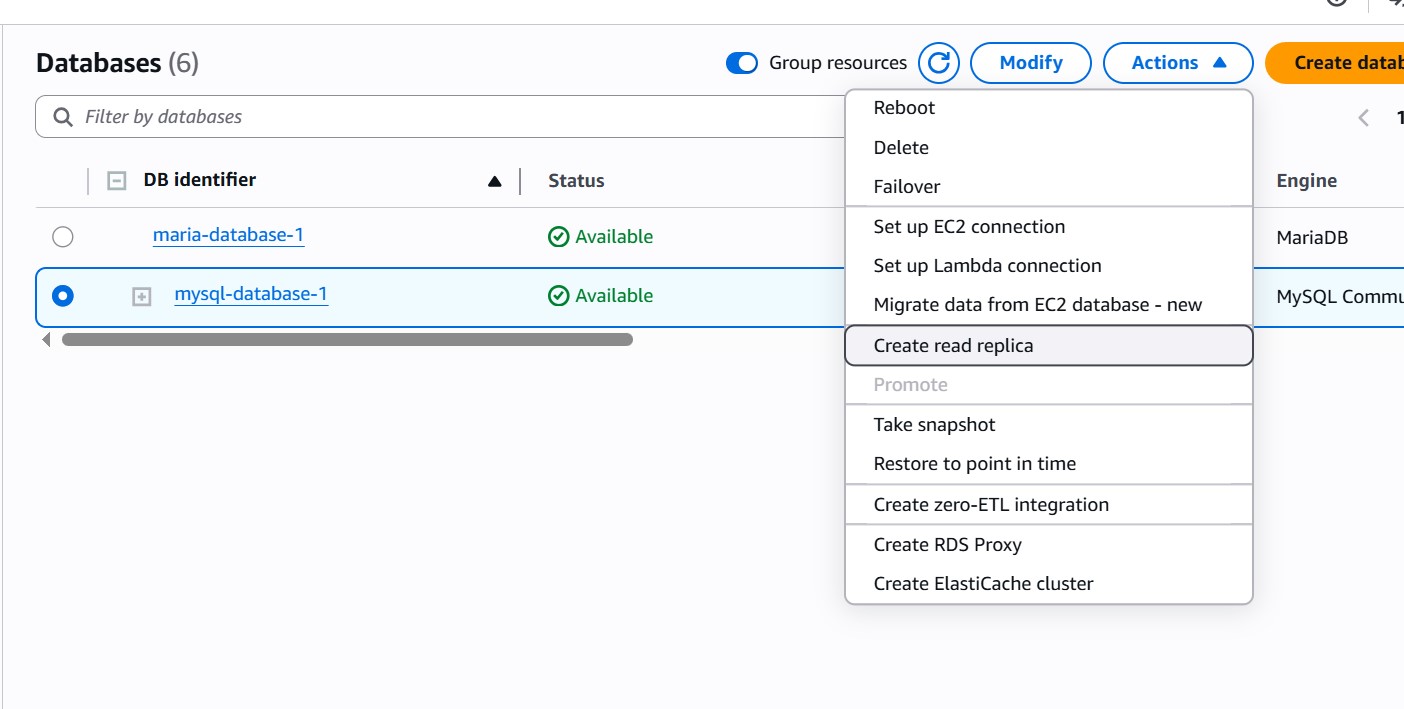 Databases (6)
Group resources
Modify
Actions
Create datab
Filter by databases
1
DB identifier
Status
Engine
maria-database-1
Available
MariaDB
mysql-database-1
Available
MySQL Commu
Reboot
Delete
Failover
Set up EC2 connection
Set up Lambda connection
Migrate data from EC2 database - new
Create read replica
Promote
Take snapshot
Restore to point in time
Create zero-ETL integration
Create RDS Proxy
Create ElastiCache cluster